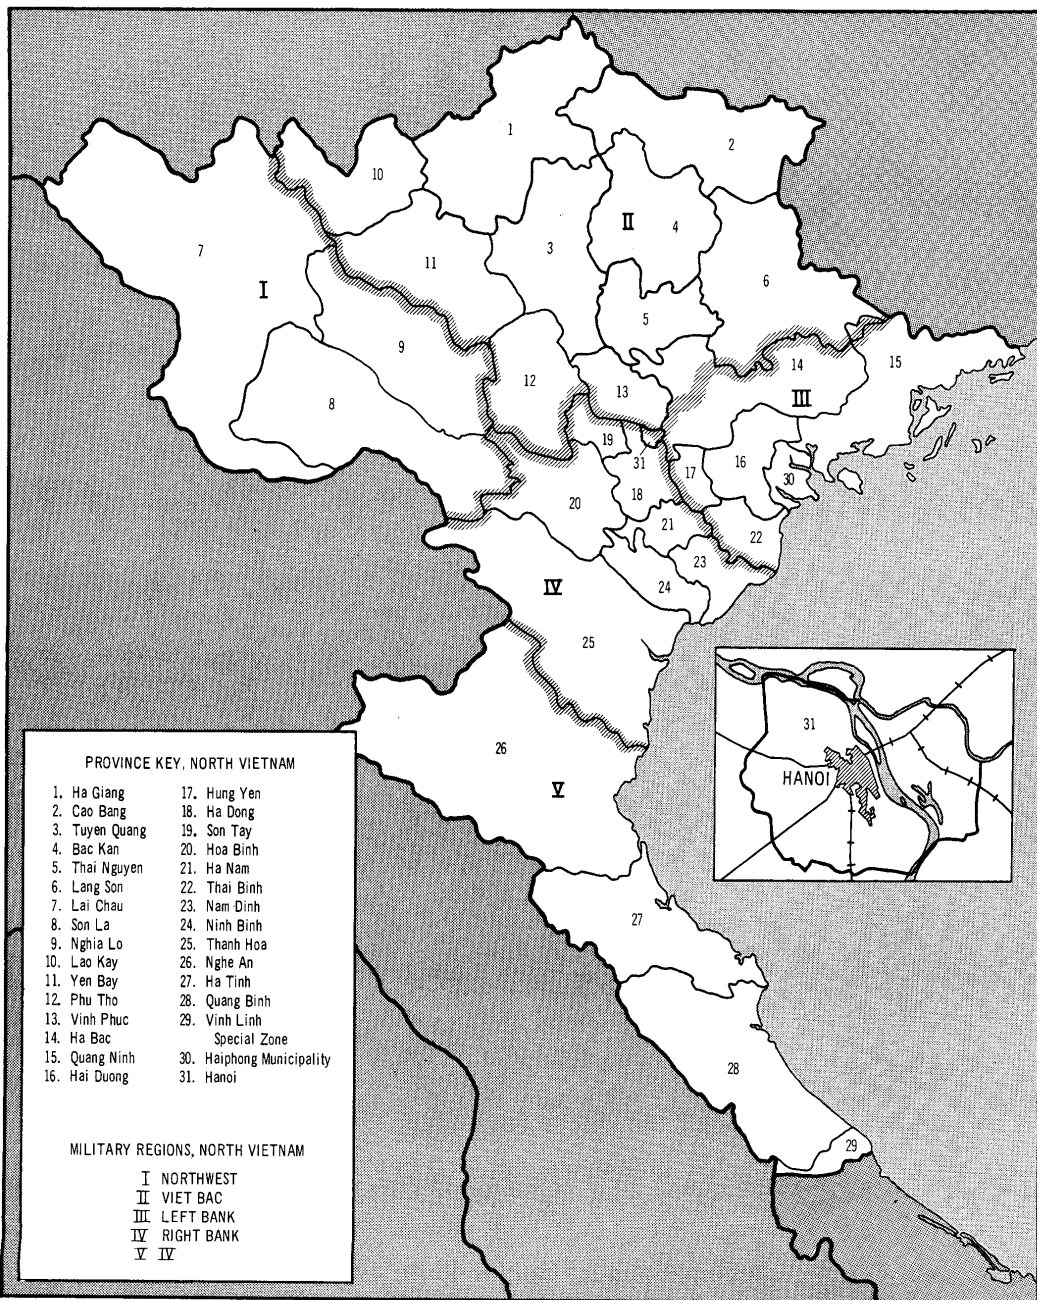 1
2
10
II
4
7
3
11
6
I
5
9
14
15
12
13
III
8
19
16
31
17
30
18
20
21
22
23
IV
24
25
31
26
HANOI
V
27
28
29
PROVINCE KEY, NORTH VIETNAM
1. Ha Giang
2. Cao Bang
3. Tuyen Quang
4. Bac Kan
5. Thai Nguyen
6. Lang Son
7. Lai Chau
8. Son La
9. Nghia Lo
10. Lao Kay
11. Yen Bay
12. Phu Tho
13. Vinh Phuc
14. Ha Bac
15. Quang Ninh
16. Hai Duong
17. Hung Yen
18. Ha Dong
19. Son Tay
20. Hoa Binh
21. Ha Nam
22. Thai Binh
23. Nam Dinh
24. Ninh Binh
25. Thanh Hoa
26. Nghe An
27. Ha Tinh
28. Quang Binh
29. Vinh Linh
Special Zone
30. Haiphong Municipality
31. Hanoi
MILITARY REGIONS, NORTH VIETNAM
I NORTHWEST
II VIET BAC
III LEFT BANK
IV RIGHT BANK
V IV